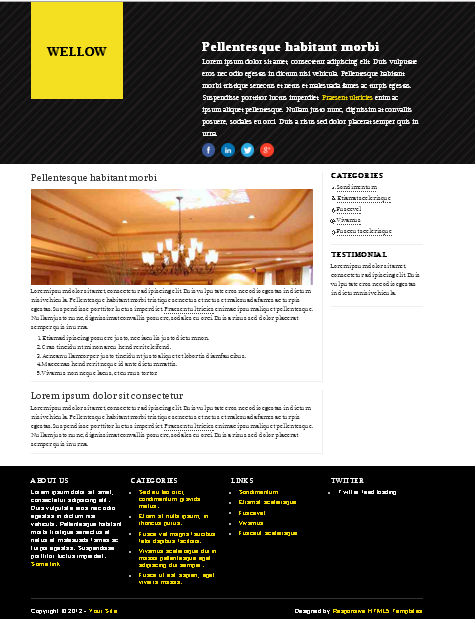 WELLOW
Pellentesque habitant morbi
Lorem ipsum dolor sit amet, consectetur adipiscing elit. Duis vulputate
eros nec odio egestas in dictum nisi vehicula. Pellentesque habitant
morbi tristique senectus et netus et malesuada fames ac turpis egestas.
Suspendisse porttitor luctus imperdiet. Praesent ultricies enim ac
ipsum aliquet pellentesque. Nullam justo nunc, dignissim at convallis
posuere, sodales eu orci. Duis a risus sed dolor placerat semper quis in
urna.
Pellentesque habitant morbi
Lorem ipsum dolor sit amet, consectetur adipiscing elit. Duis vulputate eros nec odio egestas in dictum
nisi vehicula. Pellentesque habitant morbi tristique senectus et netus et malesuada fames ac turpis
egestas. Suspendisse porttitor luctus imperdiet. Praesent ultricies enim ac ipsum aliquet pellentesque.
Nullam justo nunc, dignissim at convallis posuere, sodales eu orci. Duis a risus sed dolor placerat
semper quis in urna.
1. Etiam adipiscing posuere justo, nec iaculis justo dictum non.
2. Cras tincidunt mi non arcu hendrerit eleifend.
3. Aenean ullamcorper justo tincidunt justo aliquet et lobortis diam faucibus.
4. Maecenas hendrerit neque id ante dictum mattis.
5. Vivamus non neque lacus, et cursus tortor.
Lorem ipsum dolor sit consectetur
Lorem ipsum dolor sit amet, consectetur adipiscing elit. Duis vulputate eros nec odio egestas in dictum
nisi vehicula. Pellentesque habitant morbi tristique senectus et netus et malesuada fames ac turpis
egestas. Suspendisse porttitor luctus imperdiet. Praesent ultricies enim ac ipsum aliquet pellentesque.
Nullam justo nunc, dignissim at convallis posuere, sodales eu orci. Duis a risus sed dolor placerat
semper quis in urna.
CATEGORIES
Sondimentum
Etiamet scelerisque
Fuscevel
Vivamus
Fusceut scelerisque
TESTIMONIAL
Lorem ipsum dolor sit amet,
consectetur adipiscing elit. Duis
vulputate eros nec odio egestas
in dictum nisi vehicula.
ABOUT US
Lorem ipsum dolor sit amet,
consectetur adipiscing elit.
Duis vulputate eros nec odio
egestas in dictum nisi
vehicula. Pellentesque habitant
morbi tristique senectus et
netus et malesuada fames ac
turpis egestas. Suspendisse
porttitor luctus imperdiet.
Some link
CATEGORIES
Sed eu leo orci,
condimentum gravida
metus.
Etiam at nulla ipsum, in
rhoncus purus.
Fusce vel magna faucibus
felis dapibus facilisis.
Vivamus scelerisque dui in
massa pellentesque eget
adipiscing dui semper.
Fusce ut est sapien, eget
viverra massa.
LINKS
Sondimentum
Etiamet scelerisque
Fuscevel
Vivamus
Fusceut scelerisque
TWITTER
Twitter feed loading
Copyright © 2012 - Your Site
Designed by Responsive HTML5 Templates